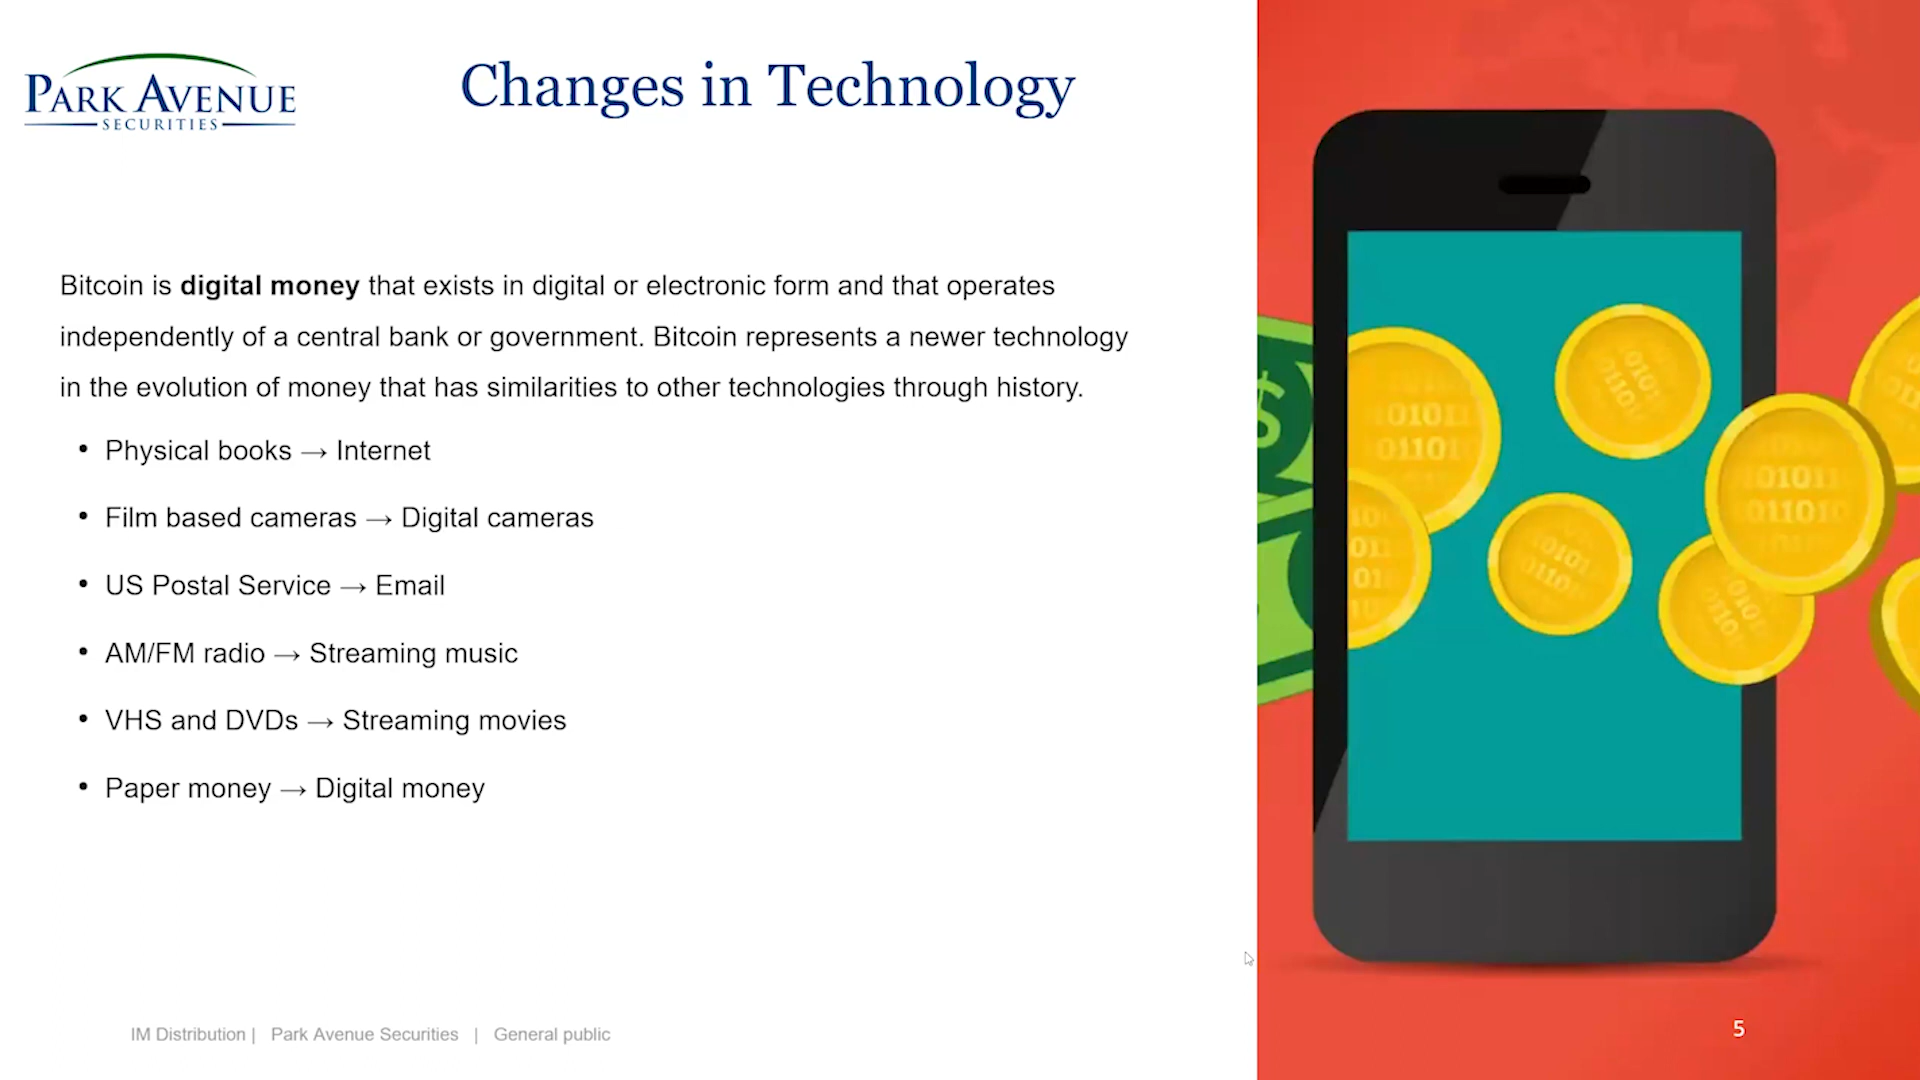 PARK AVENUE
SECURITIES
Changes in Technology
Bitcoin is digital money that exists in digital or electronic form and that operates
independently of a central bank or government. Bitcoin represents a newer technology
in the evolution of money that has similarities to other technologies through history.
• Physical books → Internet
• Film based cameras → Digital cameras
• US Postal Service → Email
• AM/FM radio → Streaming music
• VHS and DVDs → Streaming movies
• Paper money → Digital money
$
IM Distribution | Park Avenue Securities | General public
5